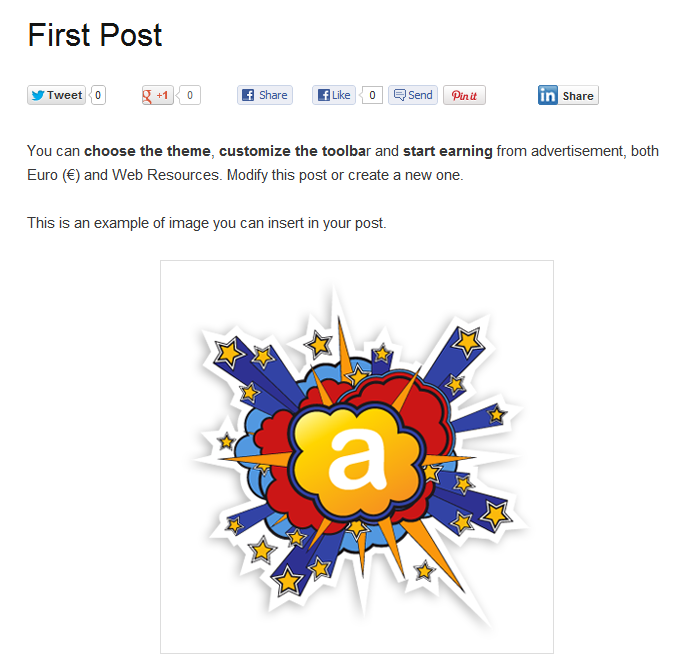 First Post
Tweet 0 g +1 0 Share Like 0 Send Pin it in Share
You can choose the theme, customize the toolbar and start earning from advertisement, both
Euro (€) and Web Resources. Modify this post or create a new one.
This is an example of image you can insert in your post.
a